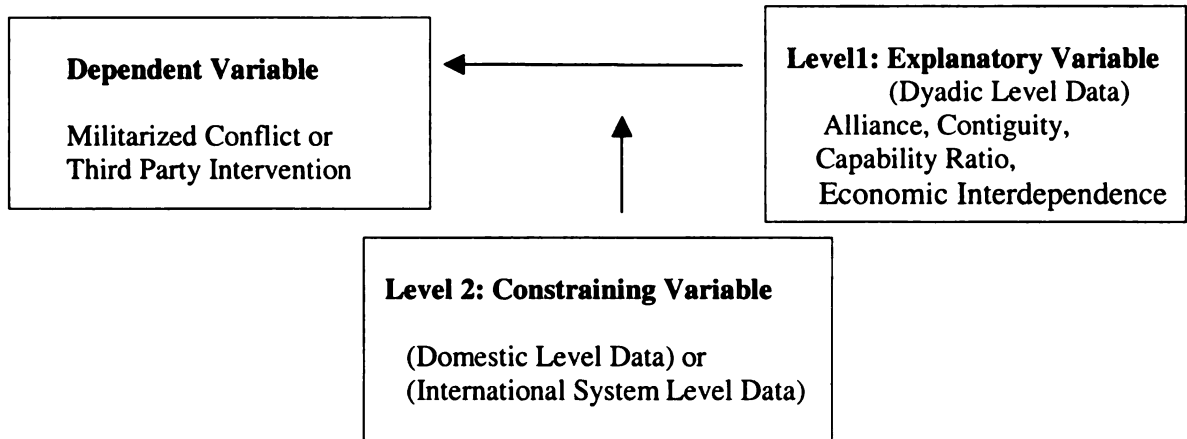 Dependent Variable
Militarized Conflict or
Third Party Intervention
Level1: Explanatory Variable
(Dyadic Level Data)
Alliance, Contiguity,
Capability Ratio,
Economic Interdependence
Level 2: Constraining Variable
(Domestic Level Data) or
(International System Level Data)